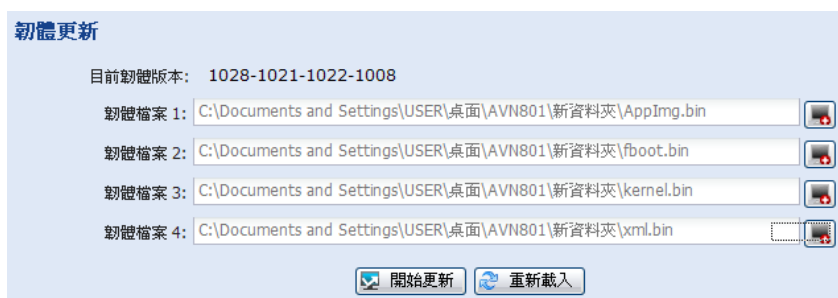 韌體更新
目前韌體版本: 1028-1021-1022-1008
韌體檔案 1: C:\Documents and Settings\USER\桌面\AVN801\新資料夾\AppImg.bin
韌體檔案 2: C:\Documents and Settings\USER\桌面\AVN801\新資料夾\fboot.bin
韌體檔案 3: C:\Documents and Settings\USER\桌面\AVN801\新資料夾\kernel.bin
韌體檔案 4: C:\Documents and Settings\USER\桌面\AVN801\新資料夾\xml.bin
開始更新 重新載入